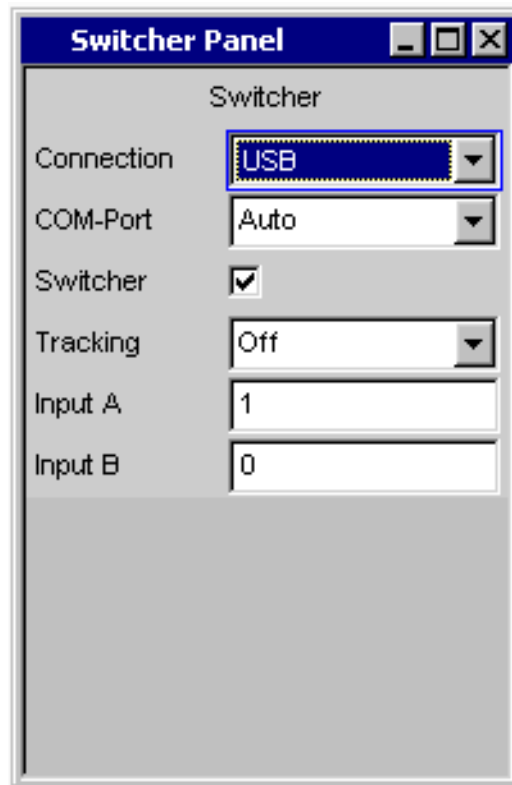 Switcher Panel
Switcher
Connection USB
COM-Port Auto
Switcher
Tracking Off
Input A 1
Input B 0